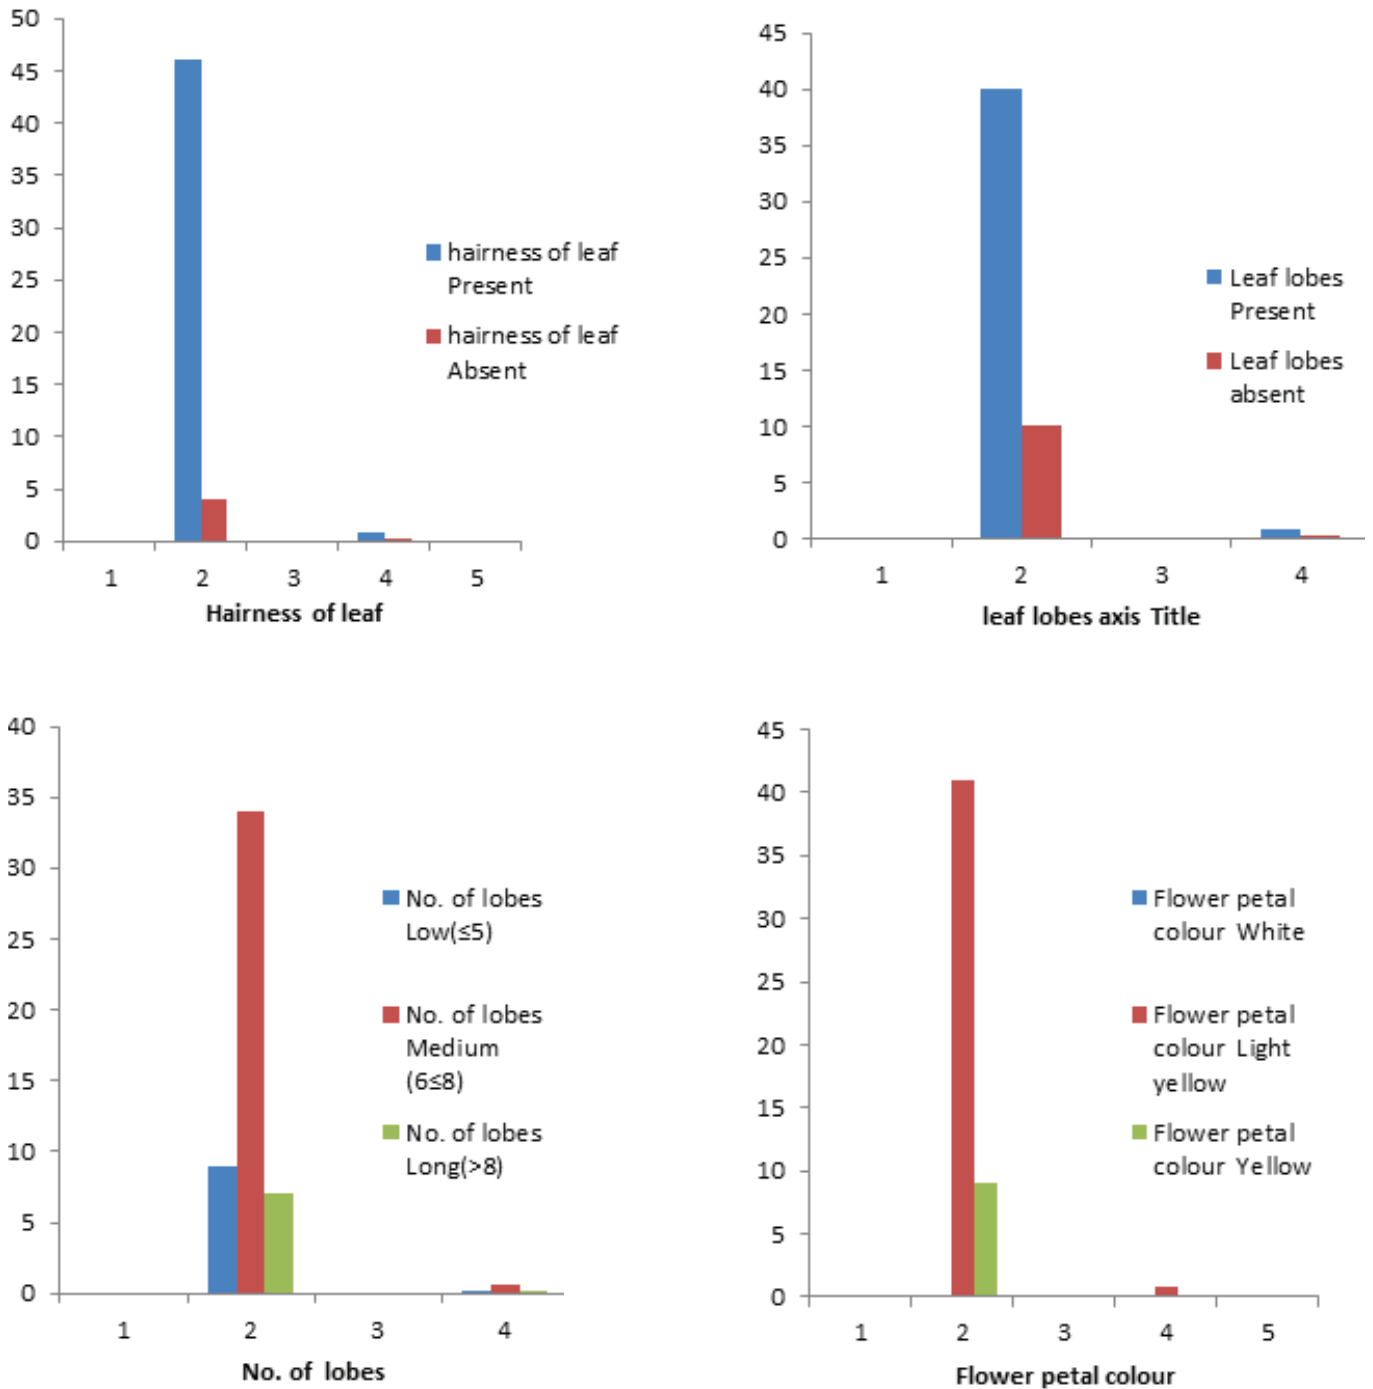 50
45
40
35
30
25
20
15
10
5
0
1 2 3 4 5
Hairness of leaf
hairness of leaf
Present
hairness of leaf
Absent
45
40
35
30
25
20
15
10
5
0
1 2 3 4
leaf lobes axis Title
Leaf lobes
Present
Leaf lobes
absent
40
35
30
25
20
15
10
5
0
1 2 3 4
No. of lobes
No. of lobes
Low(≤5)
No. of lobes
Medium
(6≤8)
No. of lobes
Long(>8)
45
40
35
30
25
20
15
10
5
0
1 2 3 4 5
Flower petal colour
Flower petal
colour White
Flower petal
colour Light
yellow
Flower petal
colour Yellow